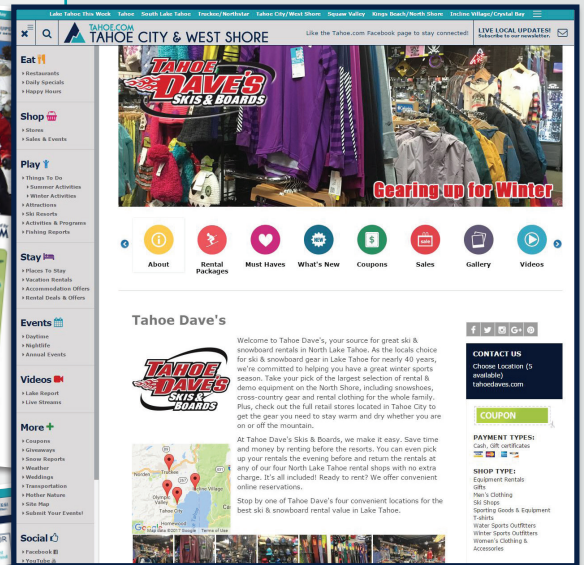 Lake Tahoe This Week Tahoe South Lake Tahoe Truckee/Northstar Tahoe City/West Shore Squaw Valley Kings Beach/North Shore Incline Village/Crystal Bay
TAHOE.COM
TAHOE CITY & WEST SHORE
Like the Tahoe.com Facebook page to stay connected!
LIVE LOCAL UPDATES!
Subscribe to our newsletter.
Eat
Restaurants
Daily Specials
Happy Hours
Shop
Stores
Sales & Events
Play
Things To Do
Summer Activities
Winter Activities
Attractions
Ski Resorts
Activities & Programs
Fishing Reports
Stay
Places To Stay
Vacation Rentals
Accommodation Offers
Rental Deals & Offers
Events
Daytime
Nightlife
Annual Events
Videos
Lake Report
Live Streams
More
Coupons
Giveaways
Snow Reports
Weather
Weddings
Transportation
Mother Nature
Site Map
Submit Your Events!
Social
Facebook
YouTube
TAHOE
DAVE'S
SKIS & BOARDS
Gearing up for Winter
About
Rental
Packages
Must Haves
NEW
What's New
$
Coupons
sale
Sales
Gallery
Videos
Tahoe Dave's
TAHOE
DAVE'S
SKIS &
BOARDS
Welcome to Tahoe Dave's, your source for great ski &
snowboard rentals in North Lake Tahoe. As the locals choice
for ski & snowboard gear in Lake Tahoe for nearly 40 years,
we're committed to helping you have a great winter sports
season. Take your pick of the largest selection of rental &
demo equipment on the North Shore, including snowshoes,
cross-country gear and rental clothing for the whole family.
Plus, check out the full retail stores located in Tahoe City to
get the gear you need to stay warm and dry whether you are
on or off the mountain.
At Tahoe Dave's Skis & Boards, we make it easy. Save time
and money by renting before the resorts. You can even pick
up your rentals the evening before and return the rentals at
any of our four North Lake Tahoe rental shops with no extra
charge. It's all included! Ready to rent? We offer convenient
online reservations.
Stop by one of Tahoe Dave's four convenient locations for the
best ski & snowboard rental value in Lake Tahoe.
Norden
Truckee
Olympic
Valley
Tahoe City
Homewood
Google
Map data ©2017 Google Terms of Use
CONTACT US
Choose Location (5
available)
tahoedaves.com
COUPON
PAYMENT TYPES:
Cash, Gift certificates
SHOP TYPE:
Equipment Rentals
Gifts
Men's Clothing
Ski Shops
Sporting Goods & Equipment
T-shirts
Water Sports Outfitters
Winter Sports Outfitters
Women's Clothing &
Accessories